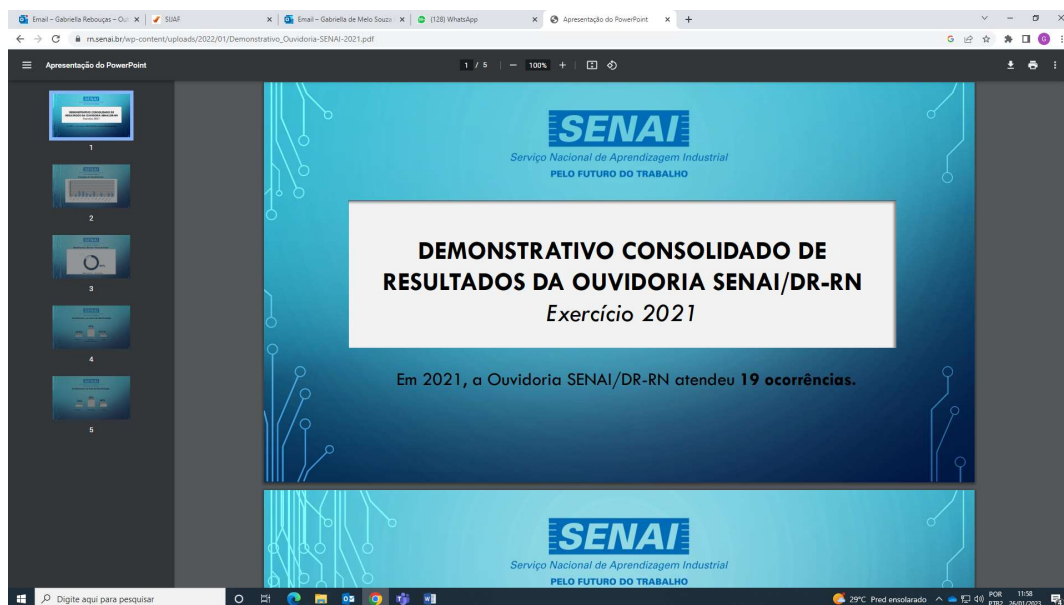 Email – Gabriella Rebouças – Out
SUAF
Email – Gabriella de Melo Souza
(128) WhatsApp
Apresentação do PowerPoint
rn.senai.br/wp-content/uploads/2022/01/Demonstrativo_Ouvidoria-SENAI-2021.pdf
G
Apresentação do PowerPoint
1 / 5
100%
1
2
3
4
5
SENAI
Serviço Nacional de Aprendizagem Industrial
PELO FUTURO DO TRABALHO
DEMONSTRATIVO CONSOLIDADO DE
RESULTADOS DA OUVIDORIA SENAI/DR-RN
Exercício 2021
Em 2021, a Ouvidoria SENAI/DR-RN atendeu 19 ocorrências.
SENAI
Serviço Nacional de Aprendizagem Industrial
PELO FUTURO DO TRABALHO
Digite aqui para pesquisar
29°C Pred ensolarado
POR
PTB2
11:58
26/01/2023